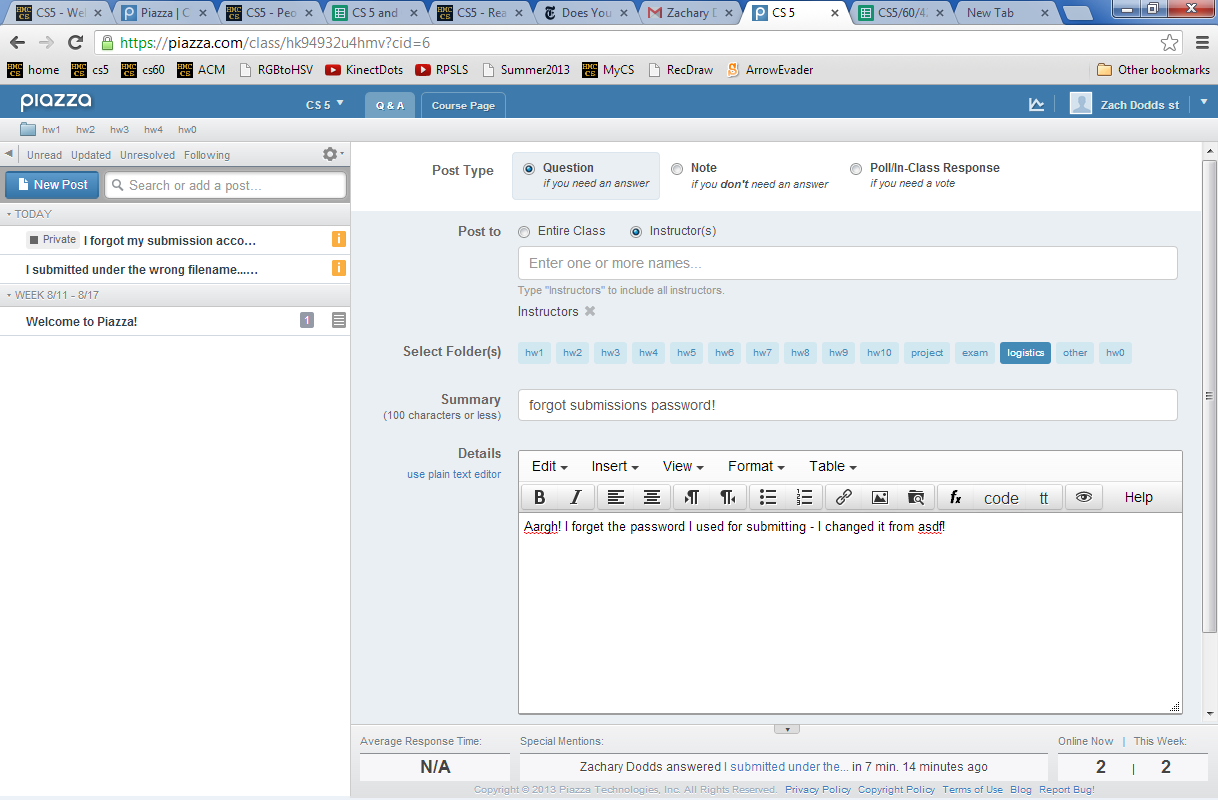 CS5 - Wel
Piazza | C
CS5 - Peo
CS 5 and
CS5 - Rea
Does You
Zachary D
CS 5
CS5/60/42
New Tab
https://piazza.com/class/hk94932u4hmv?cid=6
home cs5 cs60 ACM RGBtoHSV KinectDots RPSLS Summer2013 MyCS RecDraw ArrowEvader Other bookmarks
piazza CS 5 Q & A Course Page Zach Dodds st
hw1 hw2 hw3 hw4 hw0
Unread Updated Unresolved Following
New Post Search or add a post…
TODAY
Private I forgot my submission acco…
I submitted under the wrong filename...…
WEEK 8/11 - 8/17
Welcome to Piazza! 1
Post Type
Question
if you need an answer
Note
if you don't need an answer
Poll/In-Class Response
if you need a vote
Post to Entire Class Instructor(s)
Enter one or more names...
Type "Instructors" to include all instructors.
Instructors
Select Folder(s) hw1 hw2 hw3 hw4 hw5 hw6 hw7 hw8 hw9 hw10 project exam logistics other hw0
Summary
(100 characters or less)
forgot submissions password!
Details
use plain text editor
Edit Insert View Format Table
B I fx code tt Help
Aargh! I forget the password I used for submitting - I changed it from asdf!
Average Response Time: Special Mentions: Online Now | This Week:
N/A Zachary Dodds answered I submitted under the... in 7 min. 14 minutes ago 2 | 2
Copyright © 2013 Piazza Technologies, Inc. All Rights Reserved. Privacy Policy Copyright Policy Terms of Use Blog Report Bug!